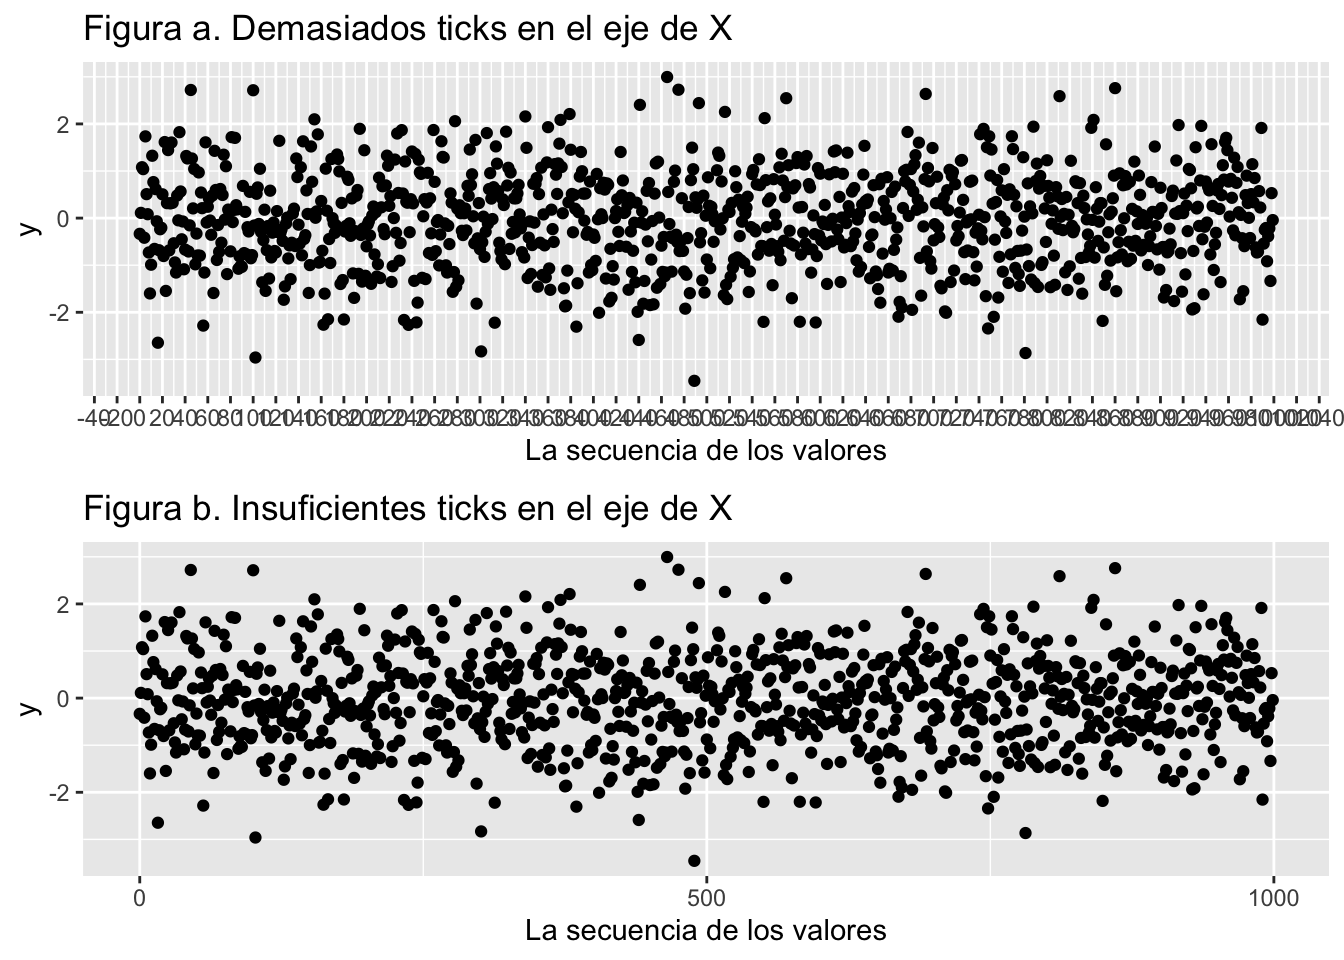 Figura a. Demasiados ticks en el eje de X
2
0
-2
y
La secuencia de los valores
Figura b. Insuficientes ticks en el eje de X
2
0
-2
y
0 500 1000
La secuencia de los valores